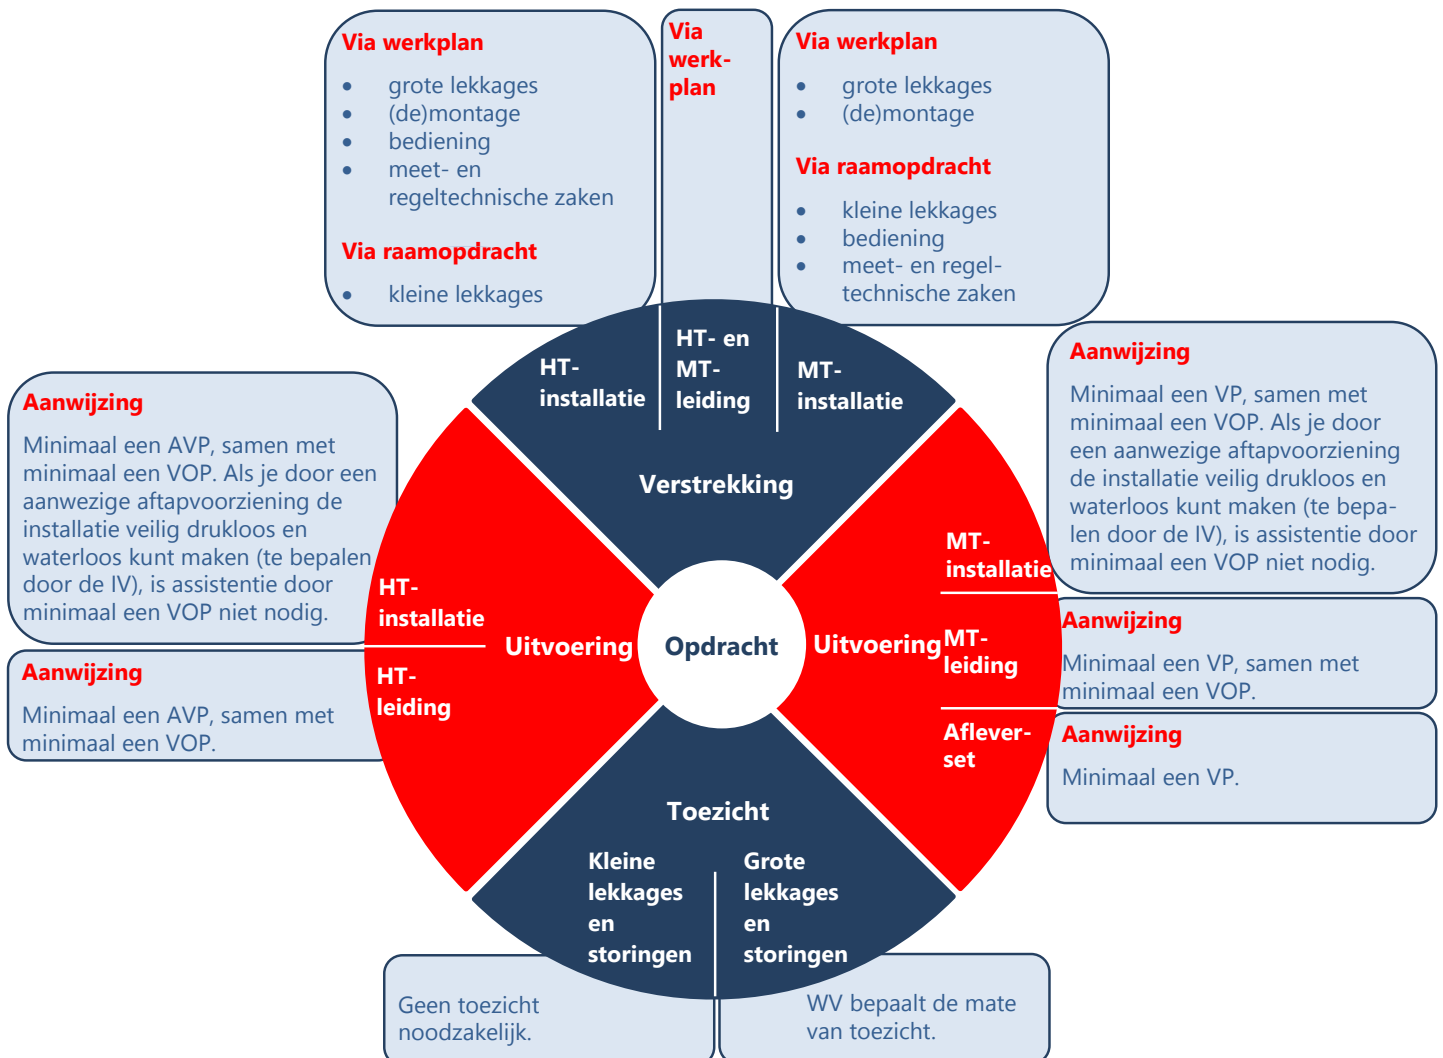 Via werkplan
• grote lekkages
• (de)montage
• bediening
• meet- en
regeltechnische zaken
Via raamopdracht
• kleine lekkages
Via
werk-
plan
Via werkplan
• grote lekkages
• (de)montage
Via raamopdracht
• kleine lekkages
• bediening
• meet- en regel-
technische zaken
HT-
installatie
HT- en
MT-
leiding
MT-
installatie
Verstrekking
Aanwijzing
Minimaal een AVP, samen met
minimaal een VOP. Als je door een
aanwezige aftapvoorziening de
installatie veilig drukloos en
waterloos kunt maken (te bepalen
door de IV), is assistentie door
minimaal een VOP niet nodig.
Aanwijzing
Minimaal een AVP, samen met
minimaal een VOP.
HT-
installatie
HT-
leiding
Uitvoering
Opdracht
Uitvoering
MT-
installatie
MT-
leiding
Aflever-
set
Aanwijzing
Minimaal een VP, samen met
minimaal een VOP. Als je door
een aanwezige aftapvoorziening
de installatie veilig drukloos en
waterloos kunt maken (te bepa-
len door de IV), is assistentie door
minimaal een VOP niet nodig.
Aanwijzing
Minimaal een VP, samen met
minimaal een VOP.
Aanwijzing
Minimaal een VP.
Toezicht
Kleine
lekkages
en
storingen
Grote
lekkages
en
storingen
Geen toezicht
noodzakelijk.
WV bepaalt de mate
van toezicht.